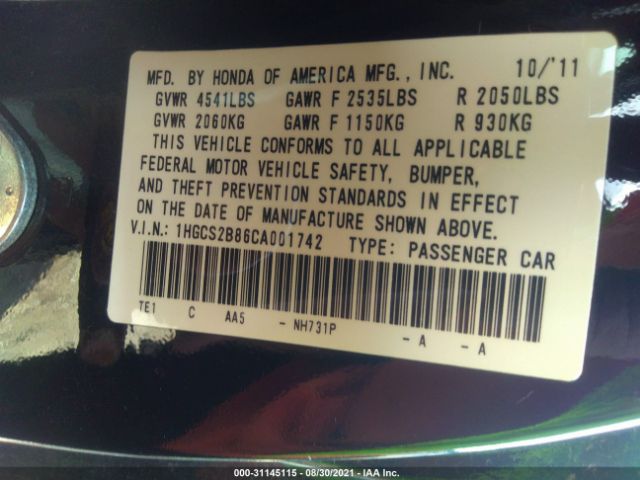 MFD. BY HONDA OF AMERICA MFG., INC. 10/'11
GVWR 4541LBS GAWR F 2535LBS R 2050LBS
GVWR 2060KG GAWR F 1150KG R 930KG
THIS VEHICLE CONFORMS TO ALL APPLICABLE
FEDERAL MOTOR VEHICLE SAFETY, BUMPER,
AND THEFT PREVENTION STANDARDS IN EFFECT
ON THE DATE OF MANUFACTURE SHOWN ABOVE.
V.I.N.: 1HGCS2B86CA001742 TYPE: PASSENGER CAR
TE1 C AA5 - NH731P - A - A
000-31145115 - 08/30/2021 - IAA Inc.